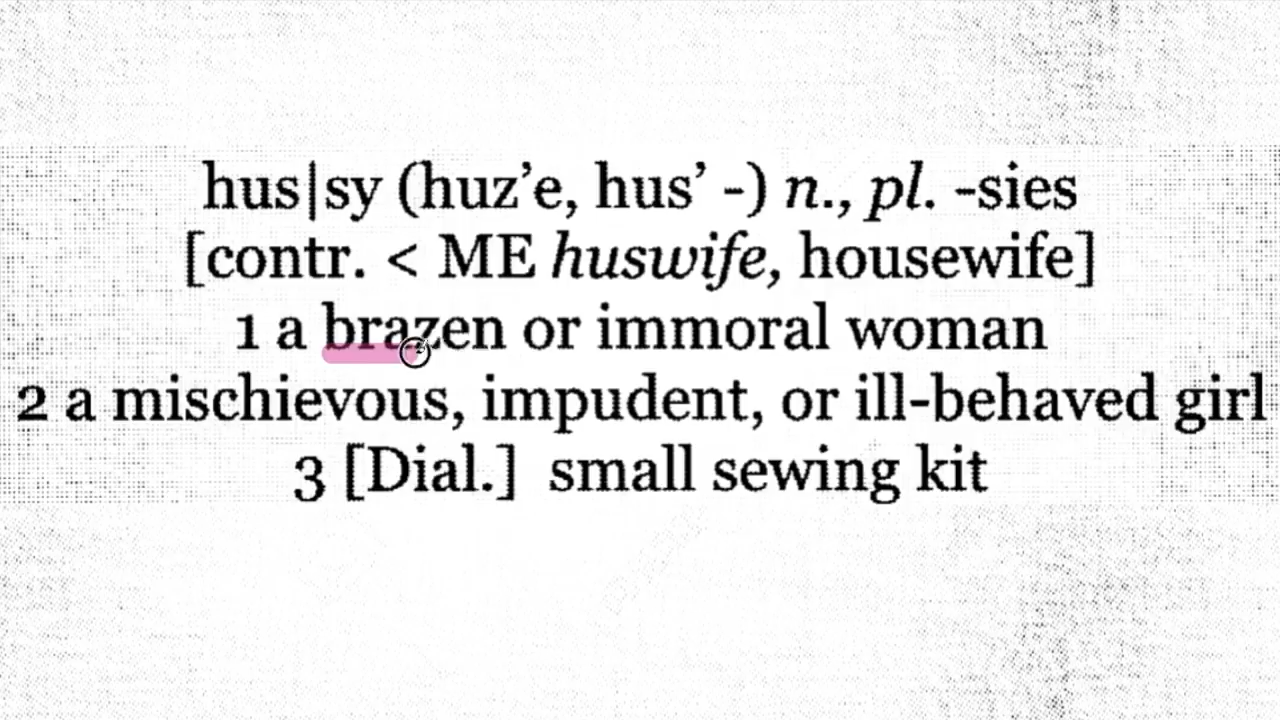 hus|sy (huz’e, hus’ -) n., pl. -sies
[contr. < ME huswife, housewife]
1 a brazen or immoral woman
2 a mischievous, impudent, or ill-behaved girl
3 [Dial.] small sewing kit